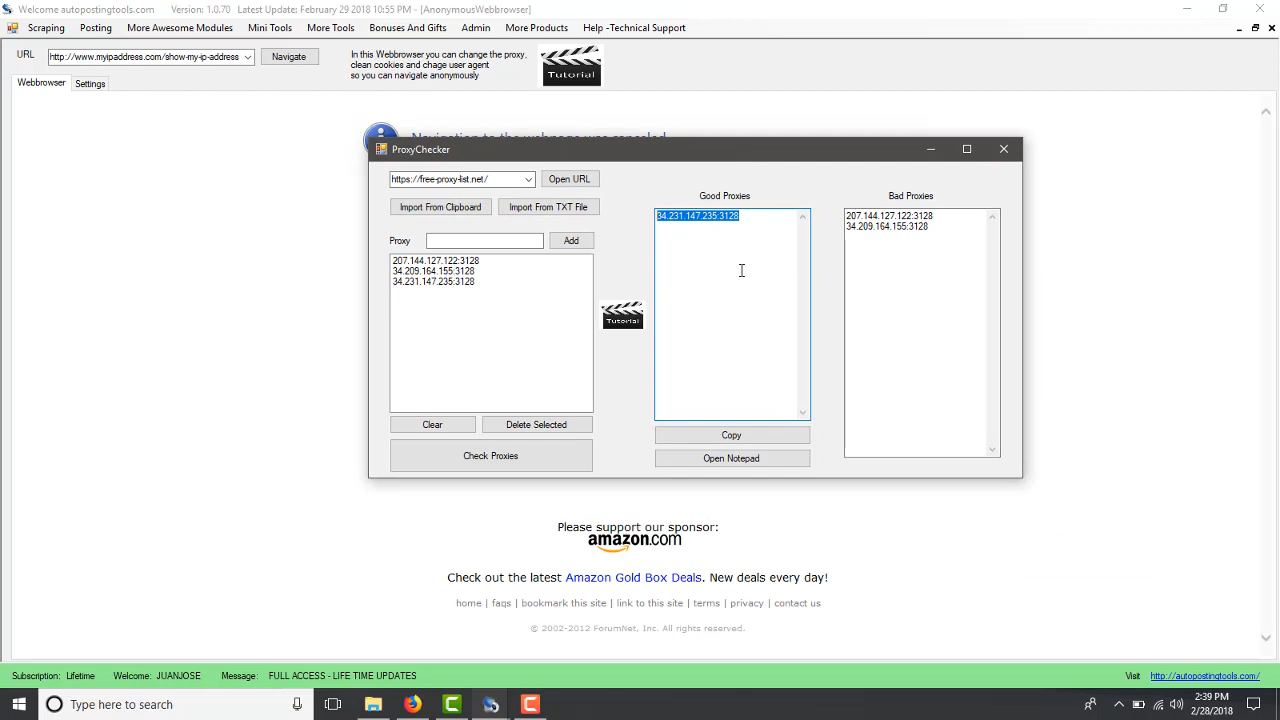 Welcome autopostingtools.com Version: 1.0.70 Latest Update; February 29 2018 10:55 PM - [AnonymousWebbrowser]
Scraping Posting More Awesome Modules Mini Tools More Tools Bonuses And Gifts More Products Admin Help -Technical Support
URL http://www.myipaddress.com/show-my-ip-address Navigate
In this Webbrowser you can change the proxy,
clean cookies and chage user agent
so you can navigate anonymously
Tutorial
Webbrowser Settings
Navigation to the webpage was canceled
ProxyChecker
https://free-proxy-list.net/ Open URL
Import From Clipboard Import From TXT File
Proxy Add
207.144.127.122:3128
34.209.164.155:3128
34.231.147.235:3128
Clear Delete Selected
Check Proxies
Tutorial
Good Proxies
34.231.147.235:3128
Copy
Open Notepad
Bad Proxies
207.144.127.122:3128
34.209.164.155:3128
Please support our sponsor:
amazon.com
Check out the latest Amazon Gold Box Deals. New deals every day!
home | faqs | bookmark this site | link to this site | terms | privacy | contact us
© 2002-2012 ForumNet, Inc. All rights reserved.
Subscription: Lifetime Welcome: JUANJOSE Message: FULL ACCESS - LIFE TIME UPDATES Visit http://autopostingtools.com/
Type here to search
2:39 PM
2/28/2018